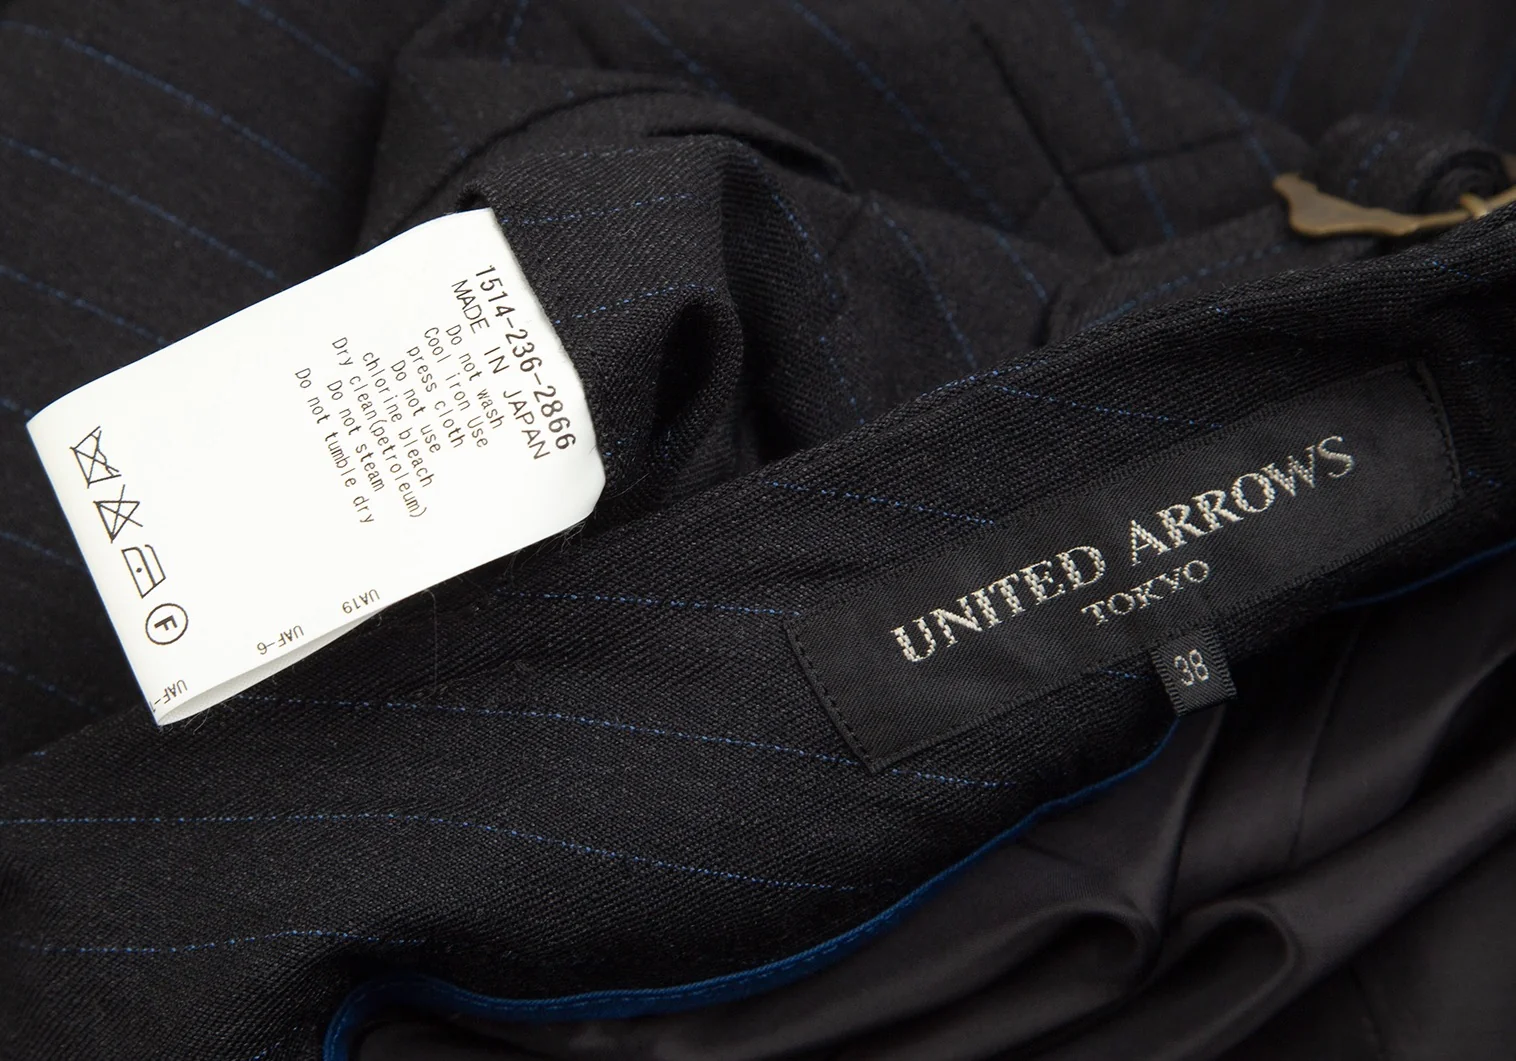 1514-236-2866
MADE IN JAPAN
Do not wash
Cool iron Use
press cloth
Do not use
chlorine bleach
Dry clean(petroleum)
Do not steam
Do not tumble dry
F
UA19
UAF-6
UNITED ARROWS
TOKYO
38